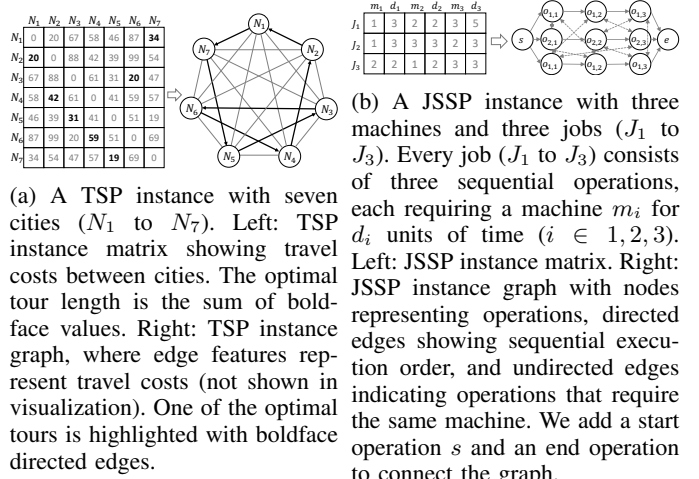 N1 N2 N3 N4 N5 N6 N7
N1 0 20 67 58 46 87 34
N2 20 0 88 42 39 99 54
N3 67 88 0 61 31 20 47
N4 58 42 61 0 41 59 57
N5 46 39 31 41 0 51 19
N6 87 99 20 59 51 0 69
N7 34 54 47 57 19 69 0
N1
N7 N2
N6 N3
N5 N4
(a) A TSP instance with seven
cities (N1 to N7). Left: TSP
instance matrix showing travel
costs between cities. The optimal
tour length is the sum of bold-
face values. Right: TSP instance
graph, where edge features rep-
resent travel costs (not shown in
visualization). One of the optimal
tours is highlighted with boldface
directed edges.
m1 d1 m2 d2 m3 d3
J1 1 3 2 2 3 5
J2 1 3 3 3 2 3
J3 2 2 1 2 3 3
o1,1 o1,2 o1,3
s o2,1 o2,2 o2,3 e
o1,1 o1,2 o1,3
(b) A JSSP instance with three
machines and three jobs (J1 to
J3). Every job (J1 to J3) consists
of three sequential operations,
each requiring a machine mi for
di units of time (i ∈ 1, 2, 3).
Left: JSSP instance matrix. Right:
JSSP instance graph with nodes
representing operations, directed
edges showing sequential execu-
tion order, and undirected edges
indicating operations that require
the same machine. We add a start
operation s and an end operation
to connect the graph.